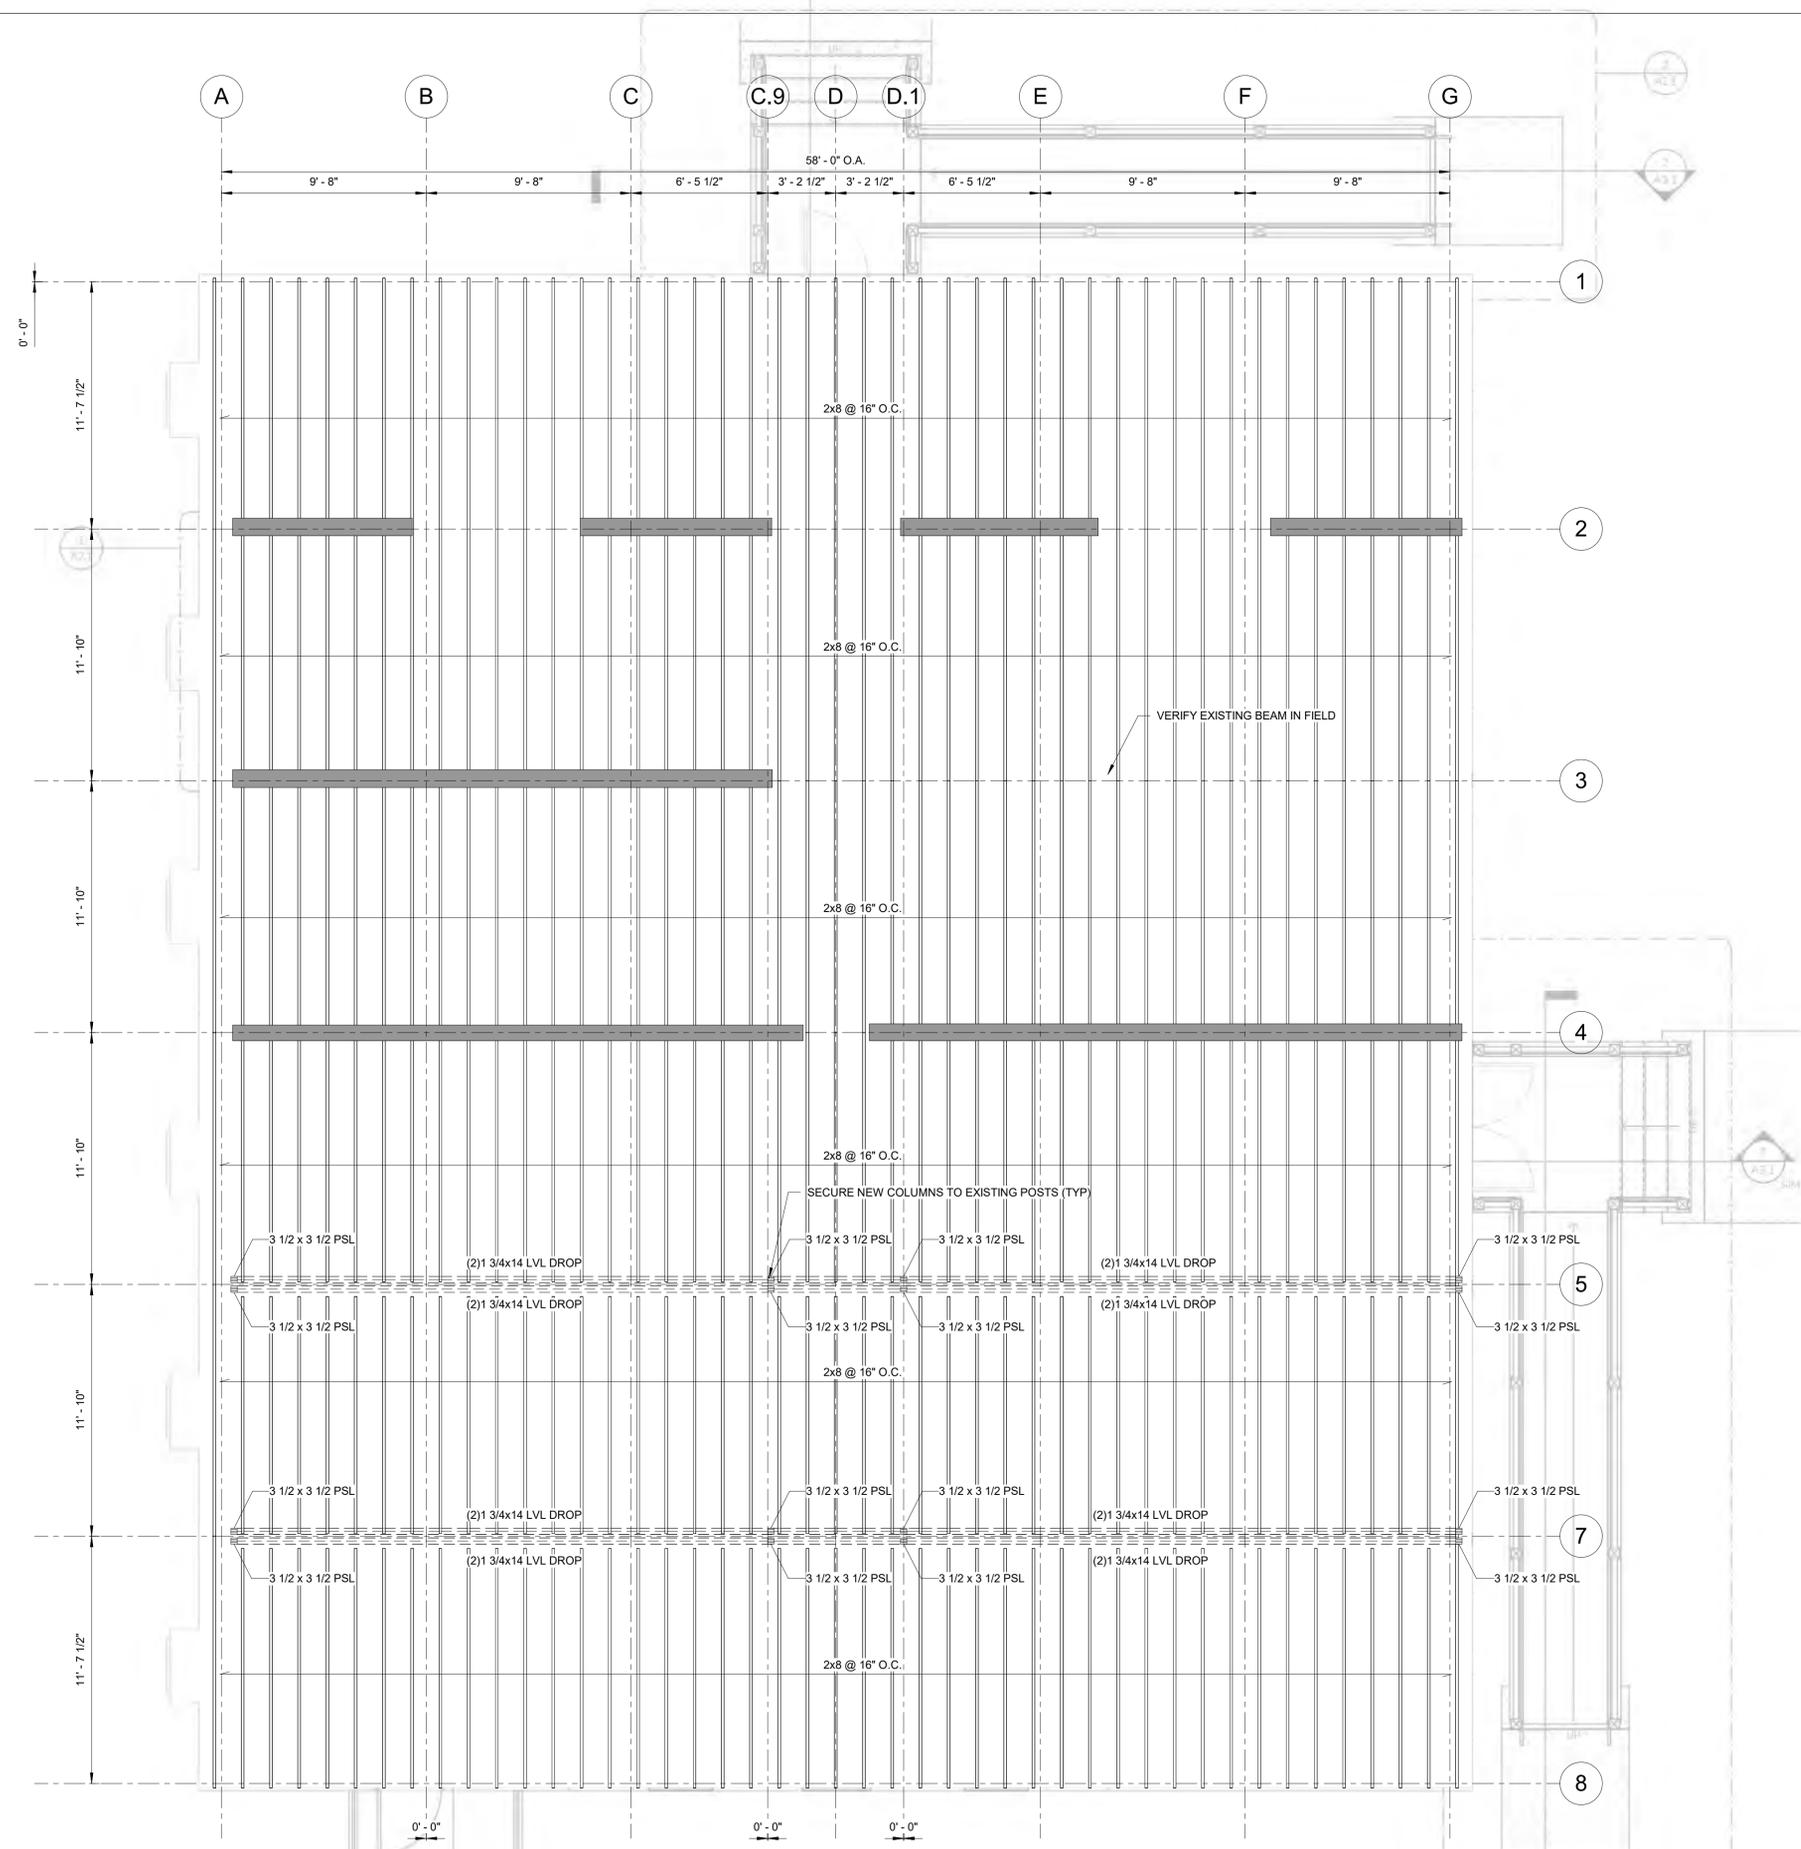 A
B
C
C.9
D
D.1
E
F
G
58' - 0" O.A.
9' - 8"
9' - 8"
6' - 5 1/2"
3' - 2 1/2"
3' - 2 1/2"
6' - 5 1/2"
9' - 8"
9' - 8"
1
0' - 0"
11' - 7 1/2"
2x8 @ 16" O.C.
2
11' - 10"
2x8 @ 16" O.C.
VERIFY EXISTING BEAM IN FIELD
3
11' - 10"
2x8 @ 16" O.C.
4
11' - 10"
2x8 @ 16" O.C.
SECURE NEW COLUMNS TO EXISTING POSTS (TYP)
3 1/2 x 3 1/2 PSL
3 1/2 x 3 1/2 PSL
3 1/2 x 3 1/2 PSL
3 1/2 x 3 1/2 PSL
(2)1 3/4x14 LVL DROP
(2)1 3/4x14 LVL DROP
5
(2)1 3/4x14 LVL DROP
(2)1 3/4x14 LVL DROP
3 1/2 x 3 1/2 PSL
3 1/2 x 3 1/2 PSL
3 1/2 x 3 1/2 PSL
3 1/2 x 3 1/2 PSL
2x8 @ 16" O.C.
11' - 10"
3 1/2 x 3 1/2 PSL
3 1/2 x 3 1/2 PSL
3 1/2 x 3 1/2 PSL
3 1/2 x 3 1/2 PSL
(2)1 3/4x14 LVL DROP
(2)1 3/4x14 LVL DROP
7
(2)1 3/4x14 LVL DROP
(2)1 3/4x14 LVL DROP
3 1/2 x 3 1/2 PSL
3 1/2 x 3 1/2 PSL
3 1/2 x 3 1/2 PSL
3 1/2 x 3 1/2 PSL
11' - 7 1/2"
2x8 @ 16" O.C.
8
0' - 0"
0' - 0"
0' - 0"